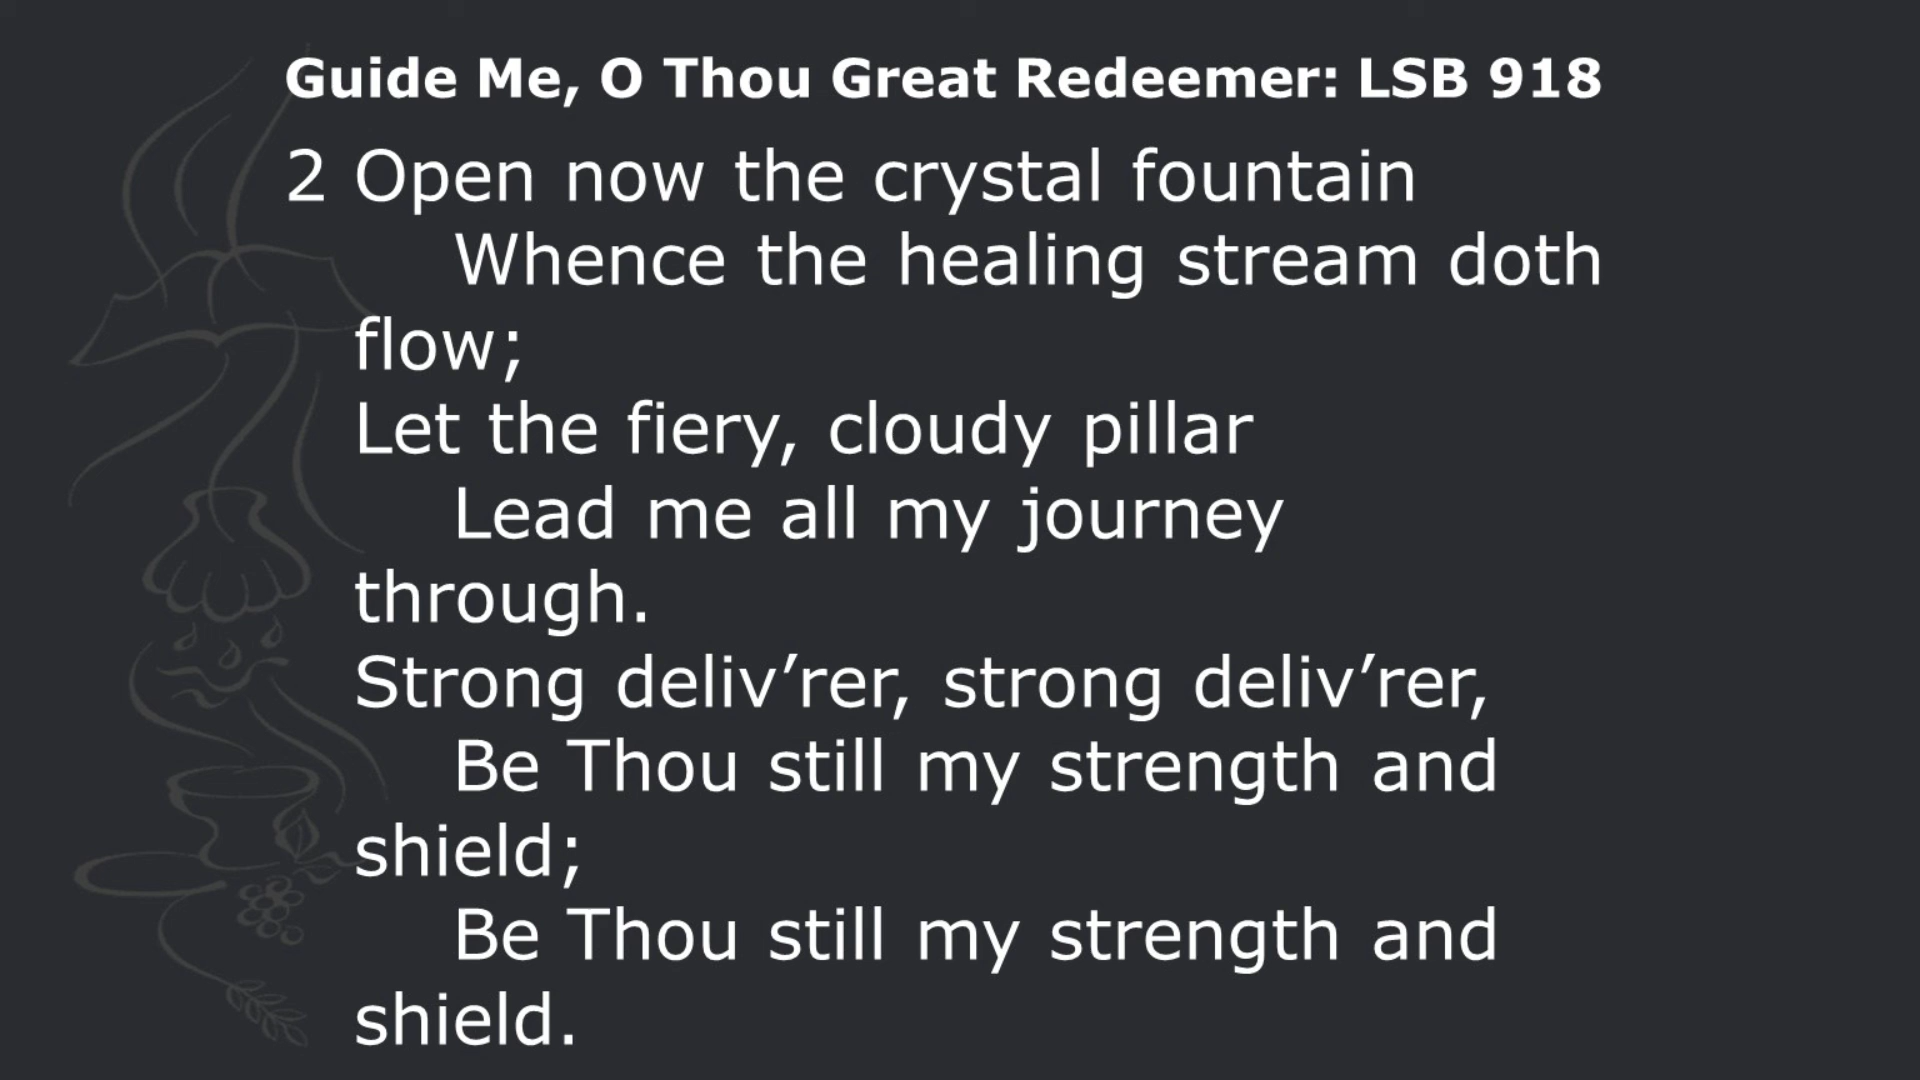 Guide Me, O Thou Great Redeemer: LSB 918
2 Open now the crystal fountain
Whence the healing stream doth
flow;
Let the fiery, cloudy pillar
Lead me all my journey
through.
Strong deliv’rer, strong deliv’rer,
Be Thou still my strength and
shield;
Be Thou still my strength and
shield.